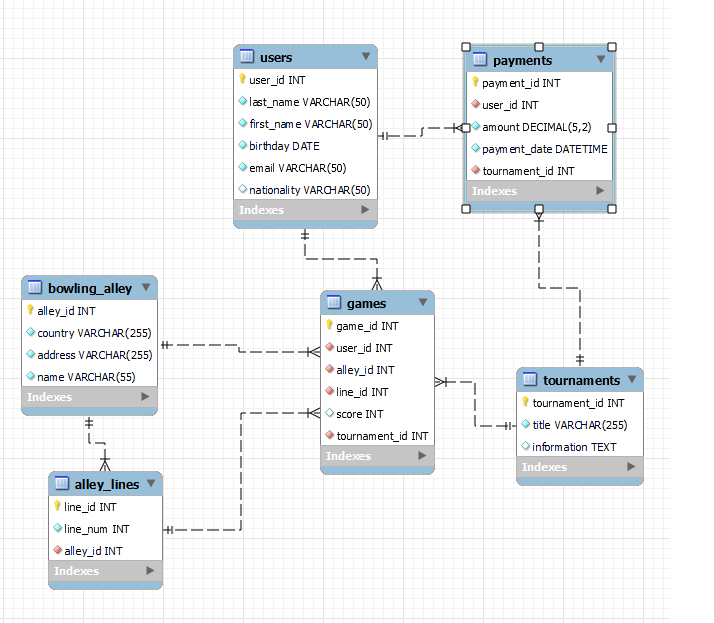 users
user_id INT
last_name VARCHAR(50)
first_name VARCHAR(50)
birthday DATE
email VARCHAR(50)
nationality VARCHAR(50)
Indexes
payments
payment_id INT
user_id INT
amount DECIMAL(5,2)
payment_date DATETIME
tournament_id INT
Indexes
bowling_alley
alley_id INT
country VARCHAR(255)
address VARCHAR(255)
name VARCHAR(55)
Indexes
games
game_id INT
user_id INT
alley_id INT
line_id INT
score INT
tournament_id INT
Indexes
tournaments
tournament_id INT
title VARCHAR(255)
information TEXT
Indexes
alley_lines
line_id INT
line_num INT
alley_id INT
Indexes